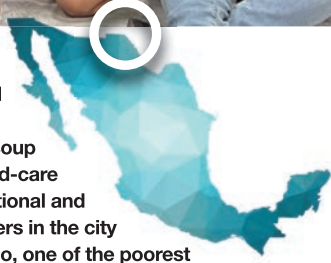 oup
d-care
tional and
ers in the city
o, one of the poorest